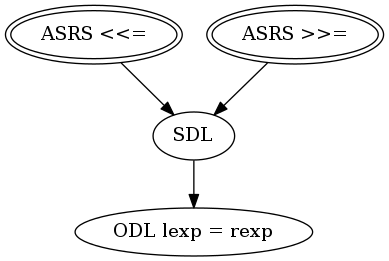 ASRS <<=
ASRS >>=
SDL
ODL lexp = rexp